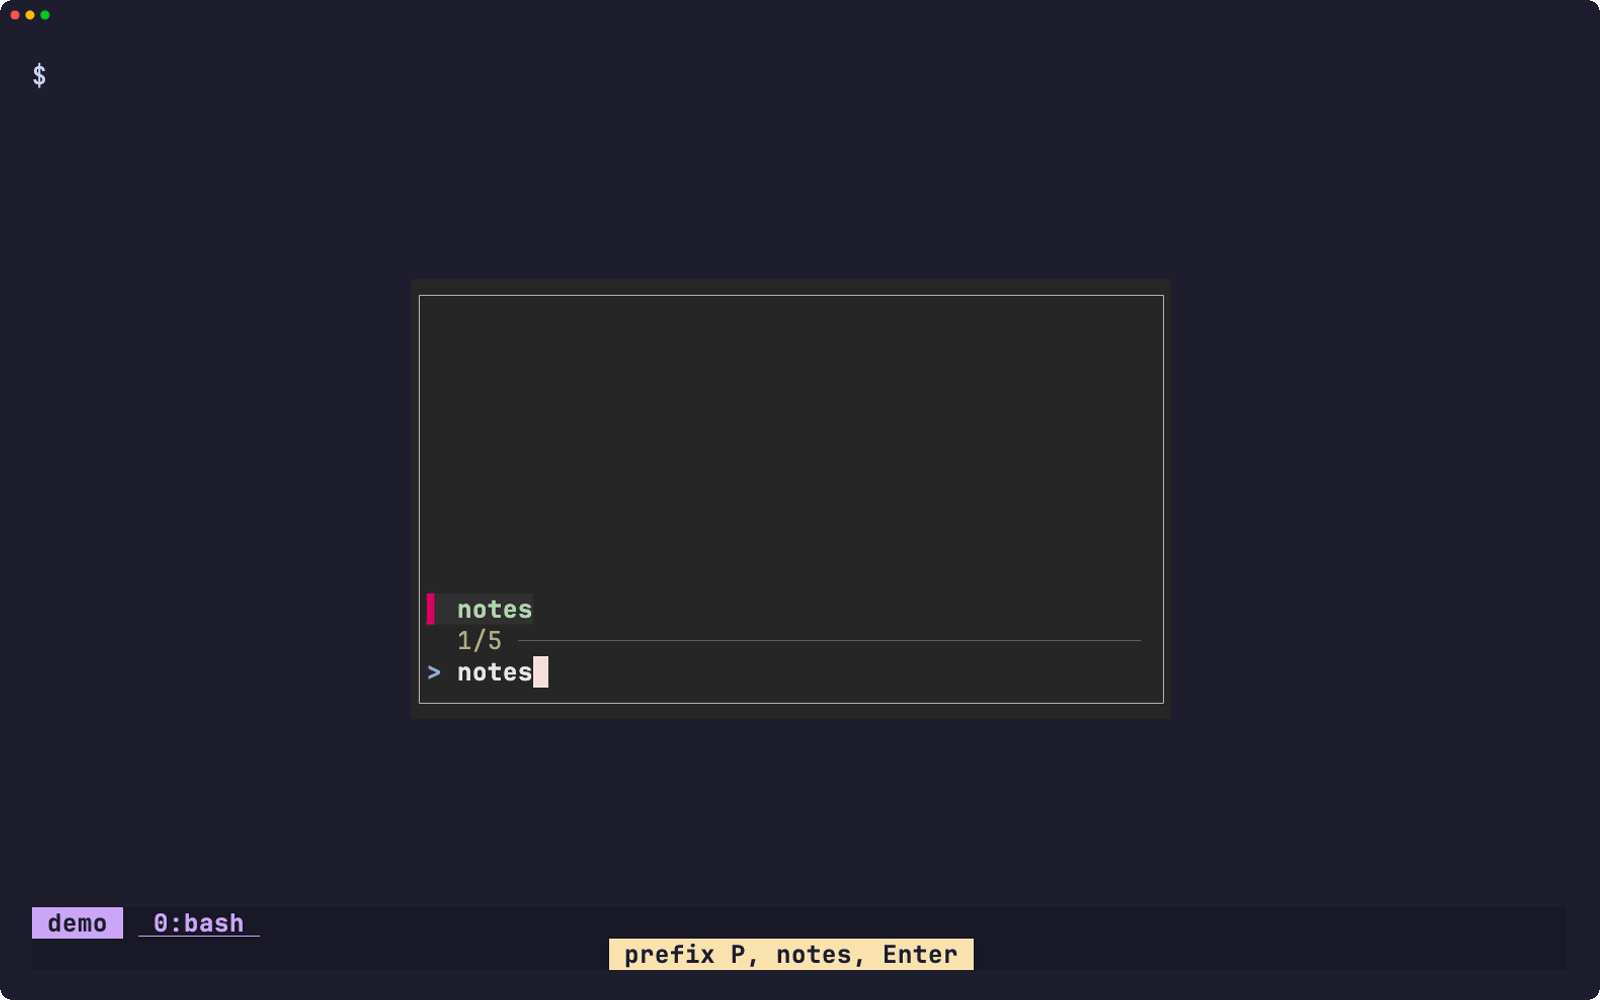 $
notes
1/5
> notes
demo 0:bash
prefix P, notes, Enter